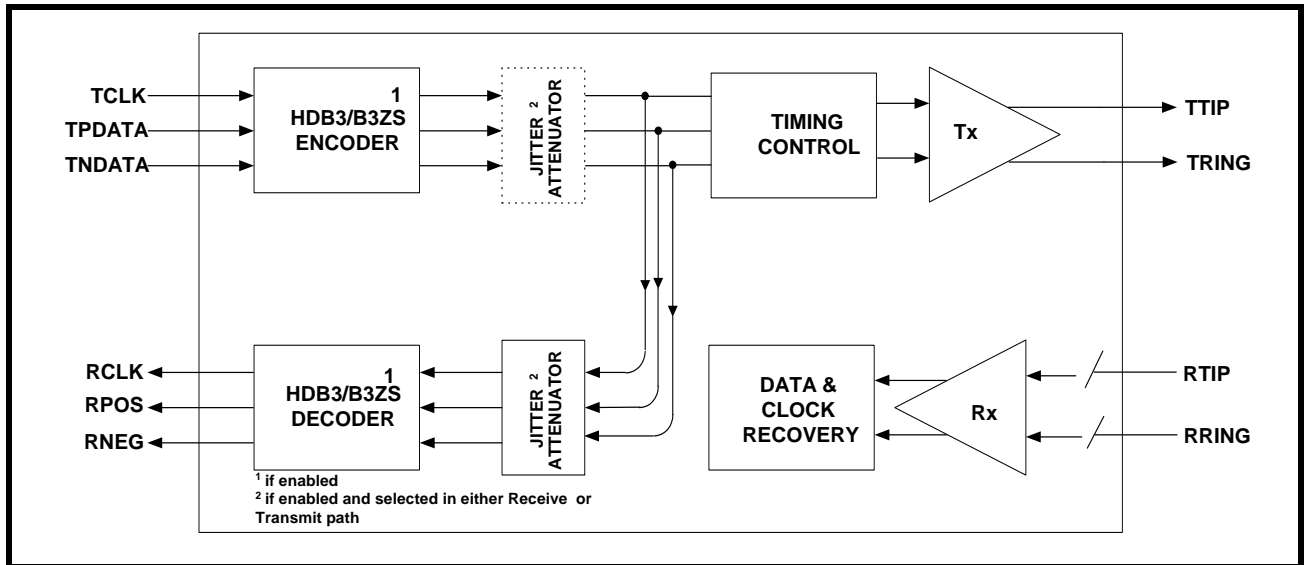 TCLK
TPDATA
TNDATA
1
HDB3/B3ZS
ENCODER
JITTER 2
ATTENUATOR
TIMING
CONTROL
Tx
TTIP
TRING
RCLK
RPOS
RNEG
1
HDB3/B3ZS
DECODER
JITTER 2
ATTENUATOR
DATA &
CLOCK
RECOVERY
Rx
RTIP
RRING
1 if enabled
2 if enabled and selected in either Receive or
Transmit path